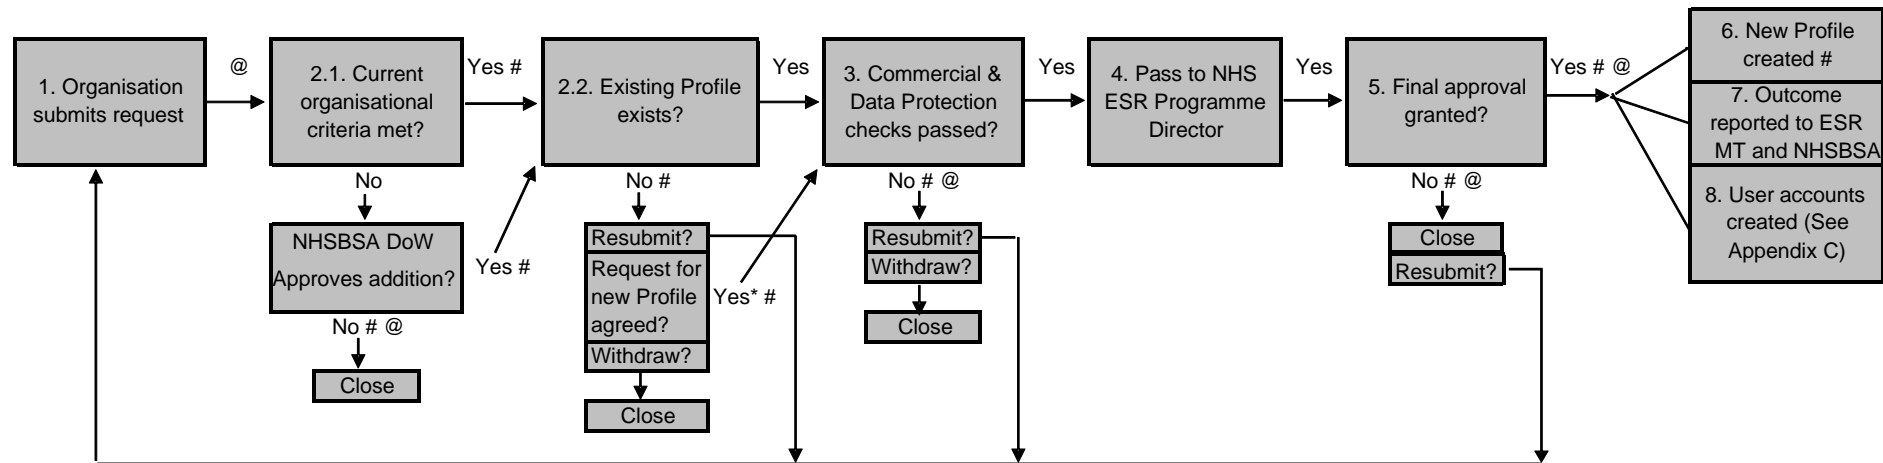 1. Organisation
submits request
@
2.1. Current
organisational
criteria met?
Yes #
2.2. Existing Profile
exists?
Yes
3. Commercial &
Data Protection
checks passed?
Yes
4. Pass to NHS
ESR Programme
Director
Yes
5. Final approval
granted?
Yes # @
6. New Profile
created #
7. Outcome
reported to ESR
MT and NHSBSA
8. User accounts
created (See
Appendix C)
No
NHSBSA DoW
Approves addition?
Yes #
No # @
Close
No #
Resubmit?
Request for
new Profile
agreed?
Withdraw?
Yes* #
Close
No # @
Resubmit?
Withdraw?
Close
No # @
Close
Resubmit?